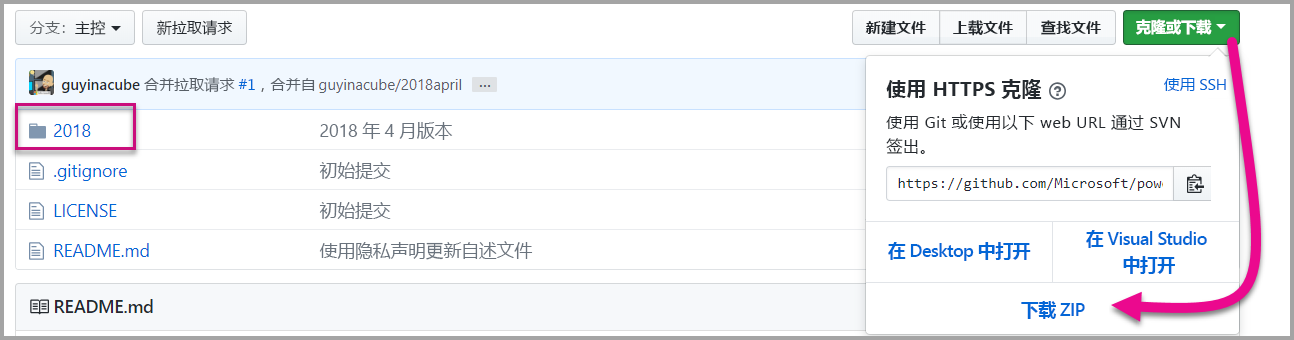 分支：主控
新拉取请求
新建文件
上载文件
查找文件
克隆或下载
guyinacube 合并拉取请求 #1，合并自 guyinacube/2018april ...
2018
2018 年 4 月版本
.gitignore
初始提交
LICENSE
初始提交
README.md
使用隐私声明更新自述文件
README.md
使用 HTTPS 克隆 ?
使用 SSH
使用 Git 或使用以下 web URL 通过 SVN
签出。
https://github.com/Microsoft/pow
在 Desktop 中打开
在 Visual Studio
中打开
下载 ZIP